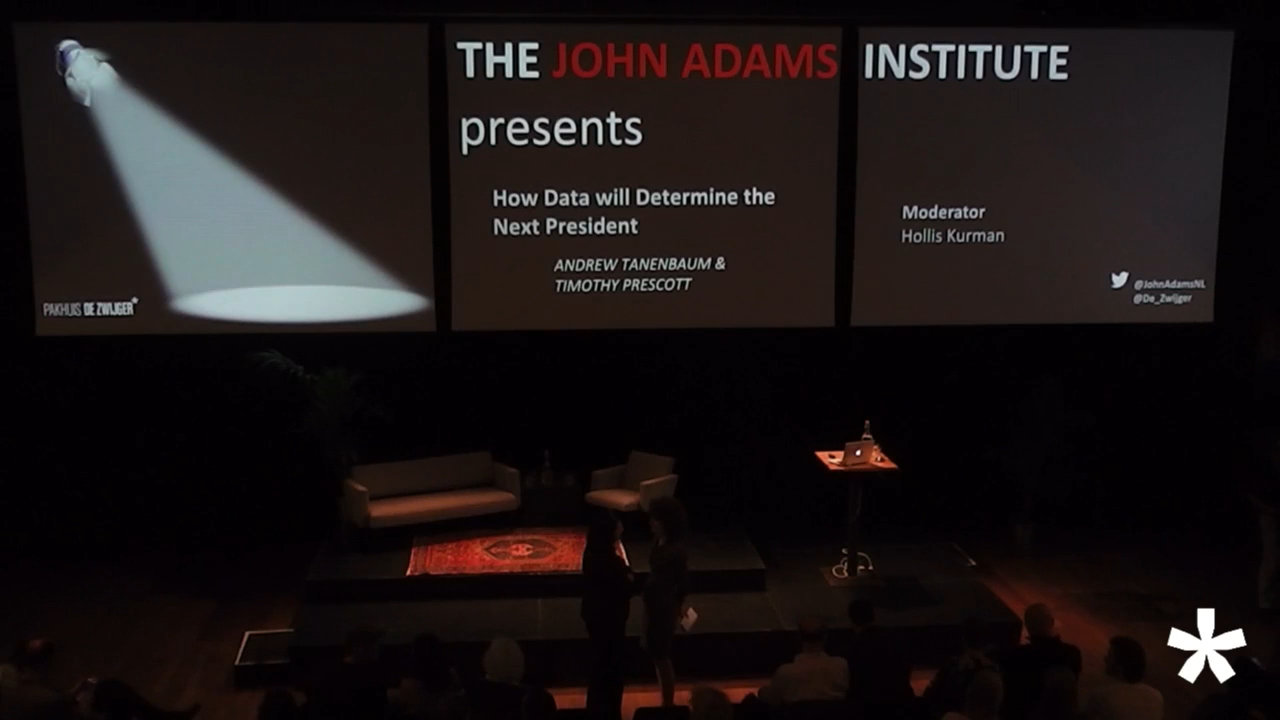 THE JOHN ADAMS INSTITUTE
presents
How Data will Determine the
Next President
ANDREW TANENBAUM &
TIMOTHY PRESCOTT
Moderator
Hollis Kurman
@JohnAdamsNL
@De_Zwijger
PAKHUIS DE ZWIJGER*